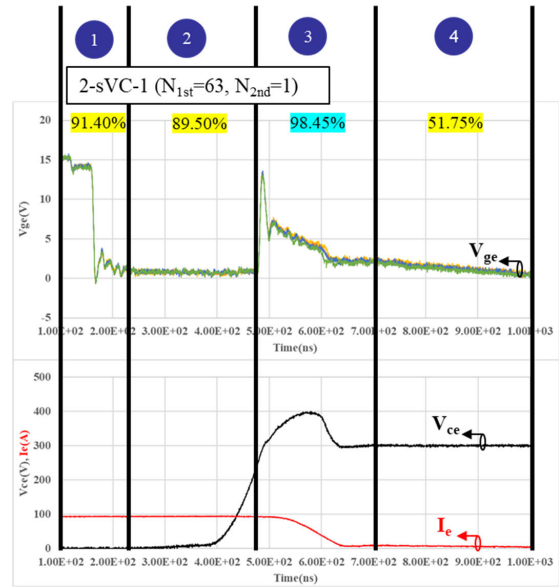 1 2 3 4
2-sVC-1 (N1st=63, N2nd=1)
91.40% 89.50% 98.45% 51.75%
20
15
10
5
0
-5
Vge(V)
Vge
1.00E+02 2.00E+02 3.00E+02 4.00E+02 5.00E+02 6.00E+02 7.00E+02 8.00E+02 9.00E+02 1.00E+03
Time(ns)
500
400
300
200
100
0
Vce(V), Ie(A)
Vce
Ie
1.00E+02 2.00E+02 3.00E+02 4.00E+02 5.00E+02 6.00E+02 7.00E+02 8.00E+02 9.00E+02 1.00E+03
Time(ns)